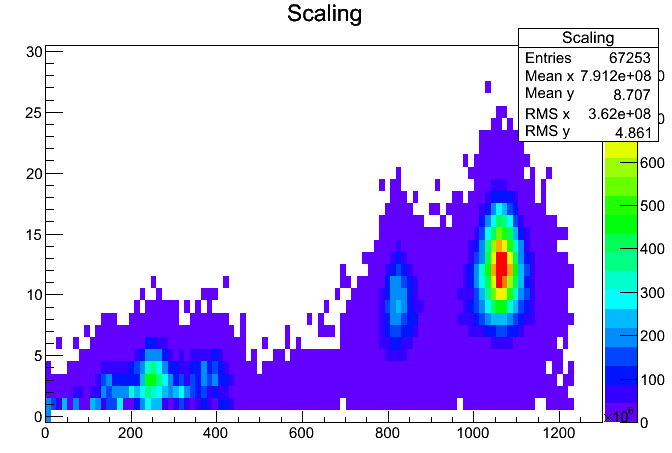 Scaling
Scaling
Entries 67253
Mean x 7.912e+08
Mean y 8.707
RMS x 3.62e+08
RMS y 4.861
30
25
20
15
10
5
0
0 200 400 600 800 1000 1200
×10⁶
600
500
400
300
200
100
0